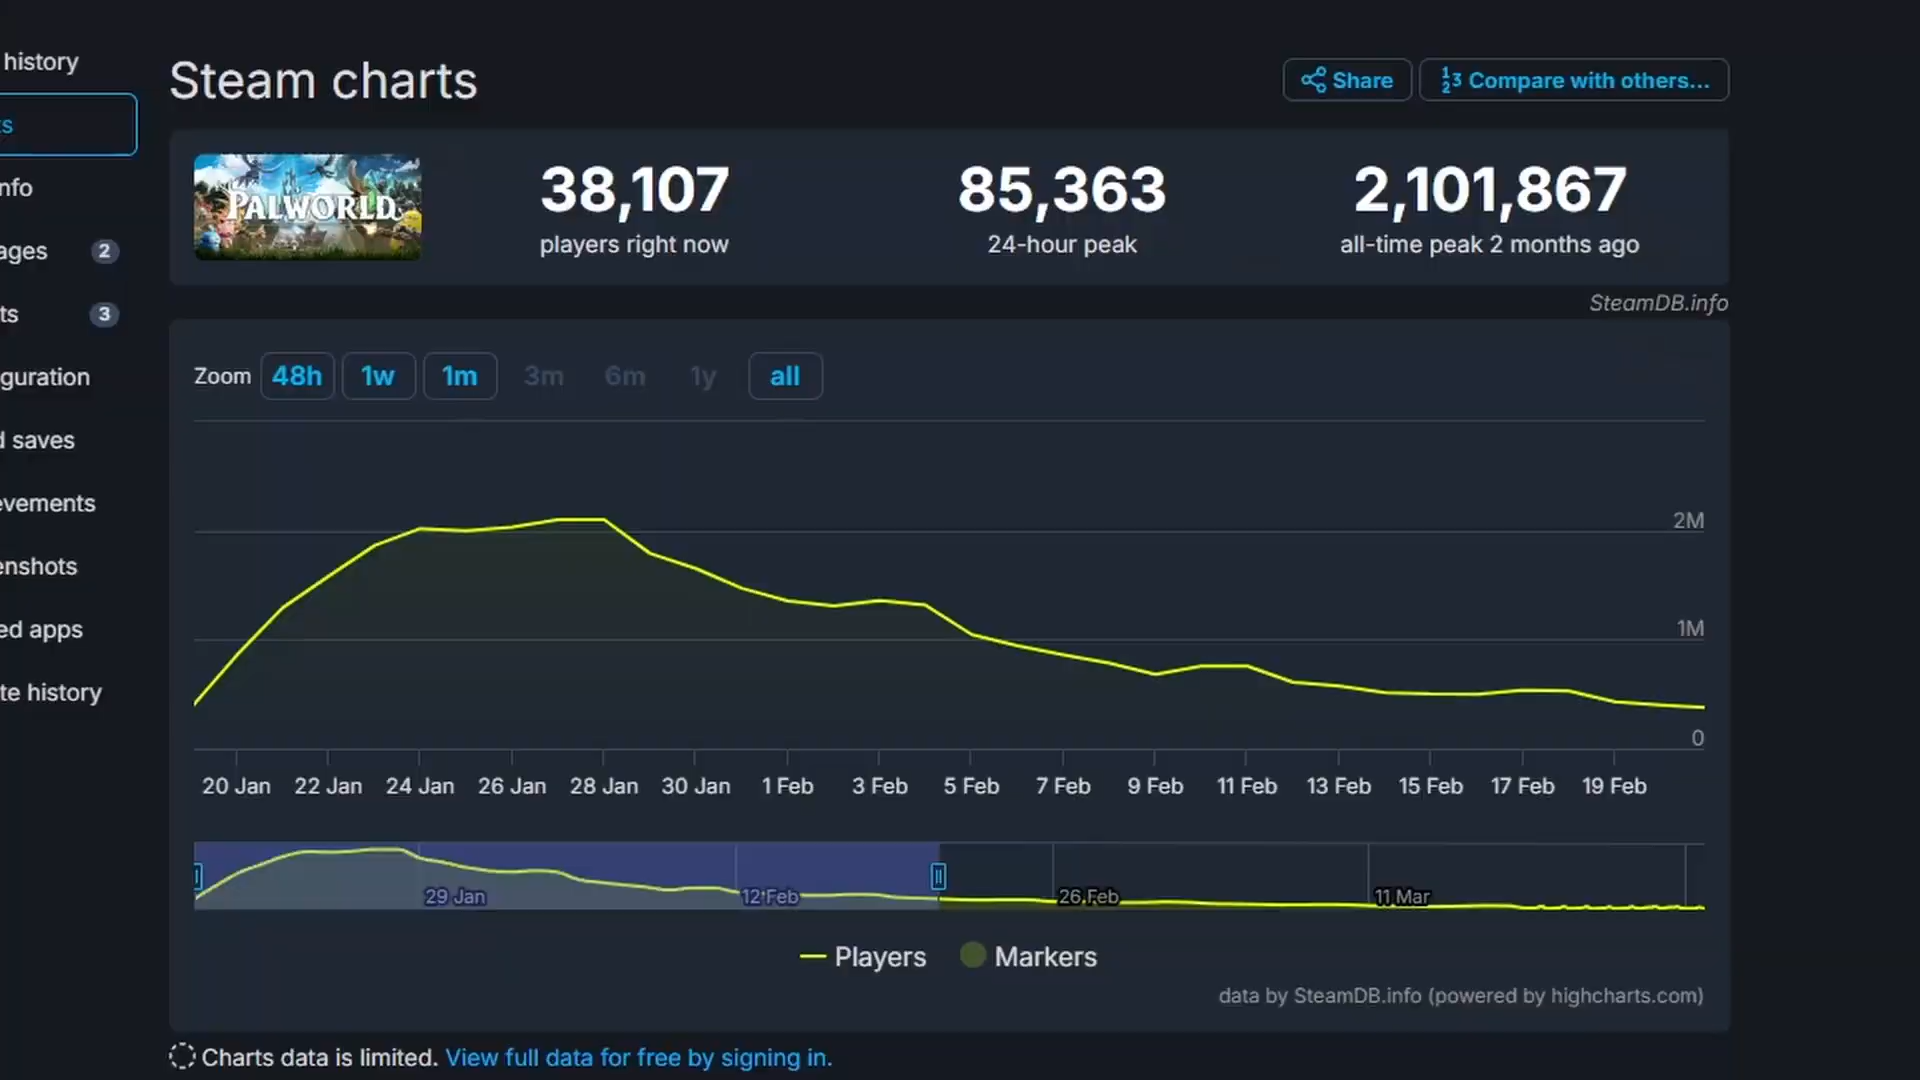 history
Steam charts
Share
Compare with others...
ts
PALWORLD
38,107
players right now
85,363
24-hour peak
2,101,867
all-time peak 2 months ago
nfo
ages 2
ts 3
SteamDB.info
guration
Zoom 48h 1w 1m 3m 6m 1y all
d saves
evements
2M
enshots
ed apps
1M
te history
0
20 Jan 22 Jan 24 Jan 26 Jan 28 Jan 30 Jan 1 Feb 3 Feb 5 Feb 7 Feb 9 Feb 11 Feb 13 Feb 15 Feb 17 Feb 19 Feb
29 Jan 12 Feb 26 Feb 11 Mar
Players Markers
data by SteamDB.info (powered by highcharts.com)
Charts data is limited. View full data for free by signing in.